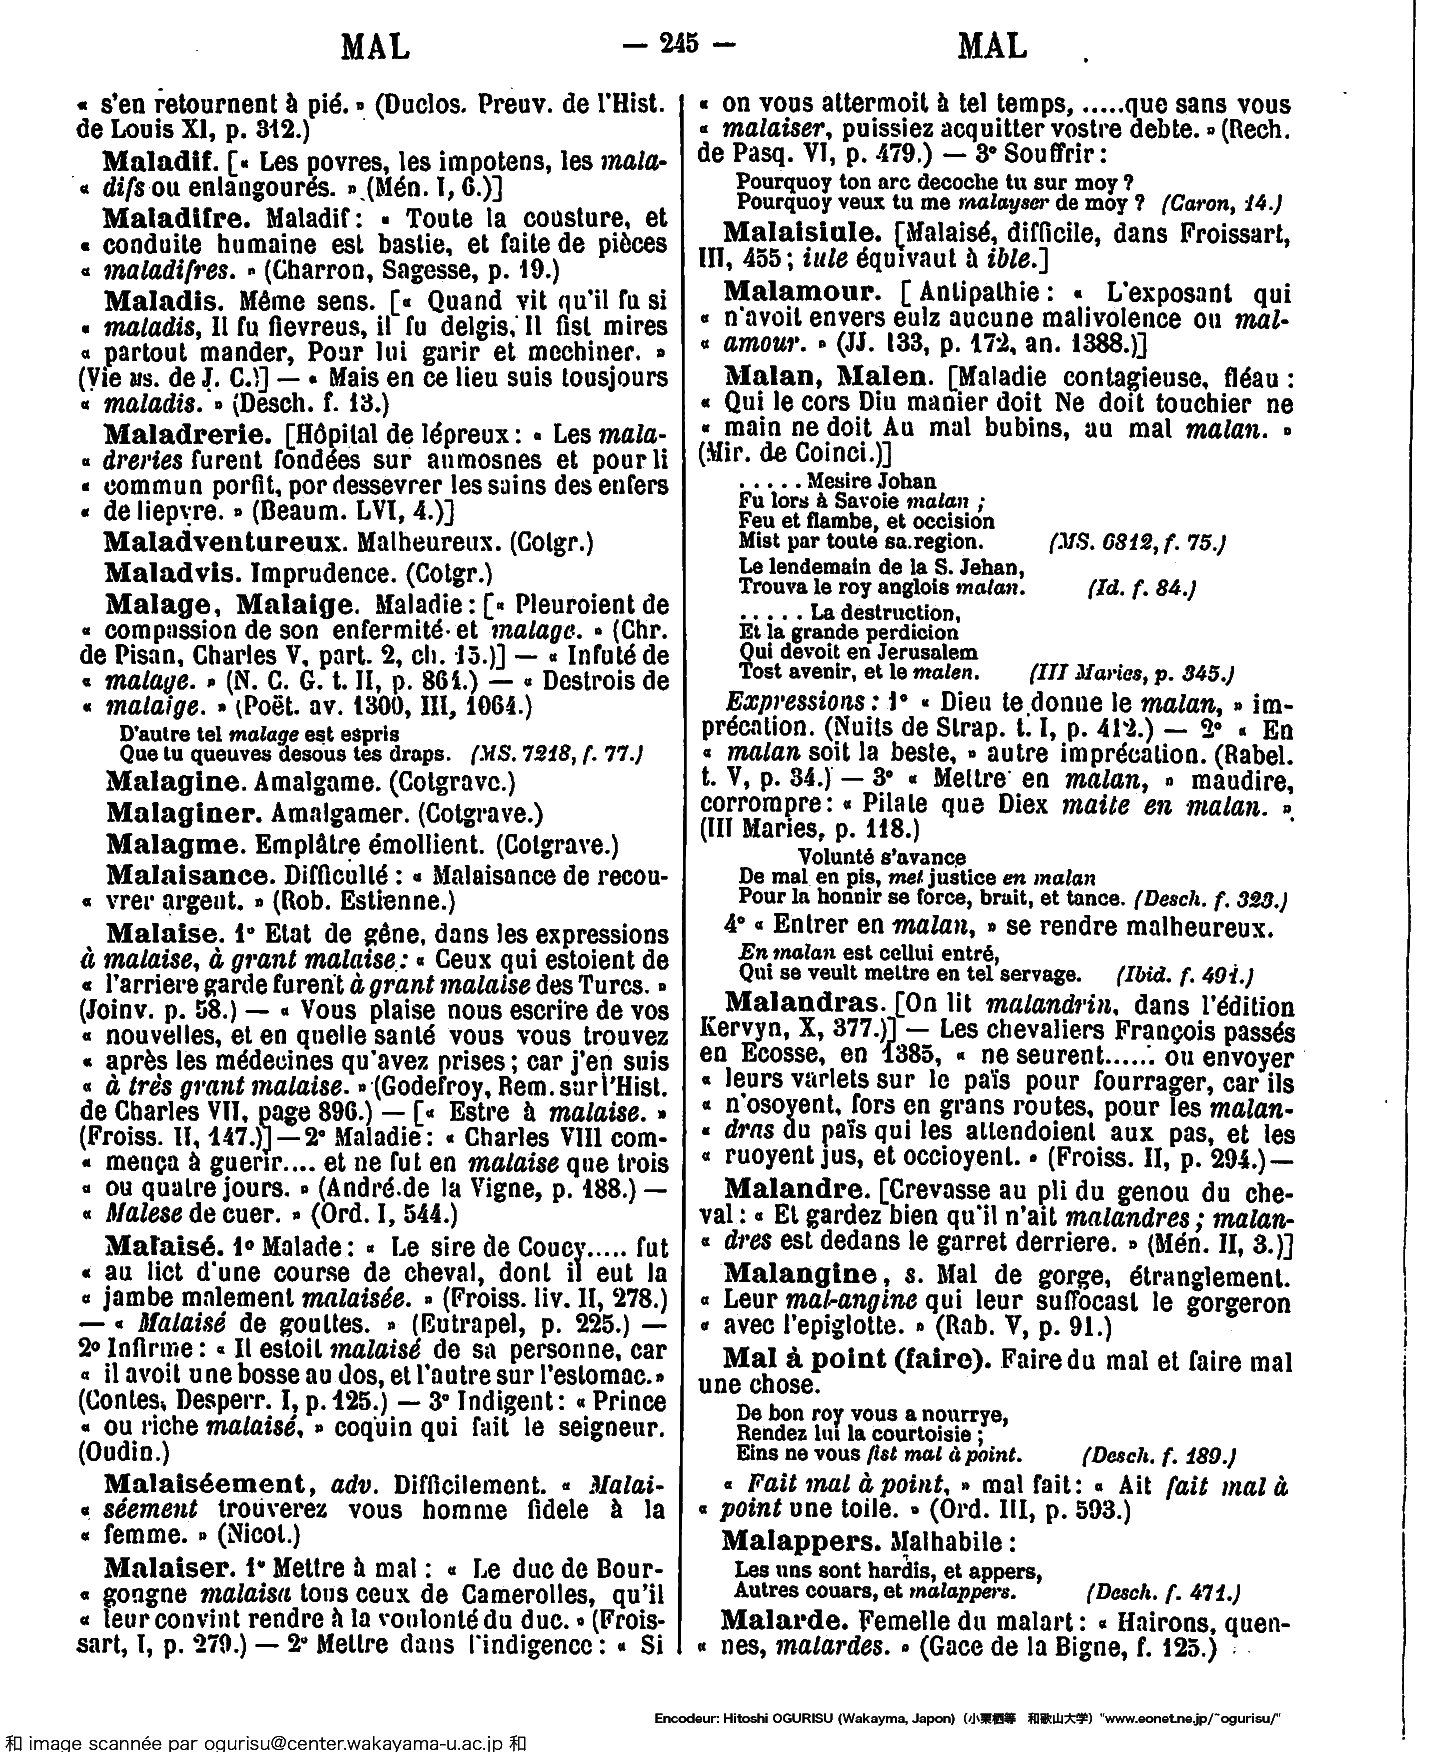 MAL — 245 — MAL
« s'en retournent à pié. » (Duclos. Preuv. de l'Hist.
de Louis XI, p. 312.)
Maladif. [« Les povres, les impotens, les mala-
« difs ou enlangourés. » (Mén. I, 6.)]
Maladifre. Maladif : « Toute la cousture, et
« conduite humaine est bastie, et faite de pièces
« maladifres. » (Charron, Sagesse, p. 19.)
Maladis. Même sens. [« Quand vit qu'il fu si
« maladis, Il fu fievreus, il fu delgis, Il fist mires
« partout mander, Pour lui garir et mechiner. »
(Vie ms. de J. C.)] — « Mais en ce lieu suis tousjours
« maladis. » (Desch. f. 13.)
Maladrerie. [Hôpital de lépreux : « Les mala-
« dreries furent fondées sur aumosnes et pour li
« commun porfit, por dessevrer les sains des enfers
« de liepvre. » (Beaum. LVI, 4.)]
Maladventureux. Malheureux. (Cotgr.)
Maladvis. Imprudence. (Cotgr.)
Malage, Malaige. Maladie : [« Pleuroient de
« compassion de son enfermité et malage. » (Chr.
de Pisan, Charles V, part. 2, ch. 15.)] — « Infuté de
« malage. » (N. C. G. t. II, p. 861.) — « Destrois de
« malaige. » (Poët. av. 1300, III, 1064.)
D'autre tel malage est espris
Que tu queuves desous tes draps. (MS. 7218, f. 77.)
Malagine. Amalgame. (Cotgrave.)
Malaginer. Amalgamer. (Cotgrave.)
Malagme. Emplâtre émollient. (Cotgrave.)
Malaisance. Difficulté : « Malaisance de recou-
« vrer argent. » (Rob. Estienne.)
Malaise. 1° Etat de gêne, dans les expressions
à malaise, à grant malaise : « Ceux qui estoient de
« l'arriere garde furent à grant malaise des Turcs. »
(Joinv. p. 58.) — « Vous plaise nous escrire de vos
« nouvelles, et en quelle santé vous vous trouvez
« après les médecines qu'avez prises ; car j'en suis
« à très grant malaise. » (Godefroy, Rem. sur l'Hist.
de Charles VII, page 896.) — [« Estre à malaise. »
(Froiss. II, 147.)] — 2° Maladie : « Charles VIII com-
« mença à guerir.... et ne fut en malaise que trois
« ou quatre jours. » (André de la Vigne, p. 188.) —
« Malese de cuer. » (Ord. I, 544.)
Malaisé. 1° Malade : « Le sire de Coucy..... fut
« au lict d'une course de cheval, dont il eut la
« jambe malement malaisée. » (Froiss. liv. II, 278.)
— « Malaisé de gouttes. » (Eutrapel, p. 225.) —
2° Infirme : « Il estoit malaisé de sa personne, car
« il avoit une bosse au dos, et l'autre sur l'estomac. »
(Contes, Desperr. I, p. 125.) — 3° Indigent : « Prince
« ou riche malaisé, » coquin qui fait le seigneur.
(Oudin.)
Malaiséement, adv. Difficilement. « Malai-
« séement trouverez vous homme fidele à la
« femme. » (Nicot.)
Malaiser. 1° Mettre à mal : « Le duc de Bour-
« gongne malaisa tous ceux de Camerolles, qu'il
« leur convint rendre à la voulonté du duc. » (Frois-
sart, I, p. 279.) — 2° Mettre dans l'indigence : « Si
« on vous attermoit à tel temps, .....que sans vous
« malaiser, puissiez acquitter vostre debte. » (Rech.
de Pasq. VI, p. 479.) — 3° Souffrir :
Pourquoy ton arc decoche tu sur moy ?
Pourquoy veux tu me malayser de moy ? (Caron, 14.)
Malaisiule. [Malaisé, difficile, dans Froissart,
III, 455 ; iule équivaut à ible.]
Malamour. [Antipathie : « L'exposant qui
« n'avoit envers eulz aucune malivolence ou mal-
« amour. » (JJ. 133, p. 172, an. 1388.)]
Malan, Malen. [Maladie contagieuse, fléau :
« Qui le cors Diu manier doit Ne doit touchier ne
« main ne doit Au mal bubins, au mal malan. »
(Mir. de Coinci.)]
. . . . . Mesire Johan
Fu lors à Savoie malan ;
Feu et flambe, et occision
Mist par toute sa region. (MS. 6812, f. 75.)
Le lendemain de la S. Jehan,
Trouva le roy anglois malan. (Id. f. 84.)
. . . . . La destruction,
Et la grande perdicion
Qui devoit en Jerusalem
Tost avenir, et le malen. (III Maries, p. 345.)
Expressions : 1° « Dieu te donne le malan, » im-
précation. (Nuits de Strap. t. I, p. 412.) — 2° « En
« malan soit la beste, » autre imprécation. (Rabel.
t. V, p. 34.) — 3° « Mettre en malan, » maudire,
corrompre : « Pilate que Diex maite en malan. »
(III Maries, p. 118.)
Volunté s'avance
De mal en pis, met justice en malan
Pour la honnir se force, brait, et tance. (Desch. f. 323.)
4° « Entrer en malan, » se rendre malheureux.
En malan est cellui entré,
Qui se veult mettre en tel servage. (Ibid. f. 491.)
Malandras. [On lit malandrin, dans l'édition
Kervyn, X, 377.)] — Les chevaliers François passés
en Ecosse, en 1385, « ne seurent...... ou envoyer
« leurs varlets sur le païs pour fourrager, car ils
« n'osoyent, fors en grans routes, pour les malan-
« dras du païs qui les attendoient aux pas, et les
« ruoyent jus, et occioyent. » (Froiss. II, p. 294.) —
Malandre. [Crevasse au pli du genou du che-
val : « Et gardez bien qu'il n'ait malandres ; malan-
« dres est dedans le garret derriere. » (Mén. II, 3.)]
Malangine, s. Mal de gorge, étranglement.
« Leur mal-angine qui leur suffocast le gorgeron
« avec l'epiglotte. » (Rab. V, p. 91.)
Mal à point (faire). Faire du mal et faire mal
une chose.
De bon roy vous a nourrye,
Rendez lui la courtoisie ;
Eins ne vous fist mal à point. (Desch. f. 189.)
« Fait mal à point, » mal fait : « Ait fait mal à
« point une toile. » (Ord. III, p. 593.)
Malappers. Malhabile :
Les uns sont hardis, et appers,
Autres couars, et malappers. (Desch. f. 471.)
Malarde. Femelle du malart : « Hairons, quen-
« nes, malardes. » (Gace de la Bigne, f. 125.)
Encodeur: Hitoshi OGURISU (Wakayma, Japon) (小栗栖等 和歌山大学) "www.eonet.ne.jp/~ogurisu/"
和 image scannée par ogurisu@center.wakayama-u.ac.jp 和